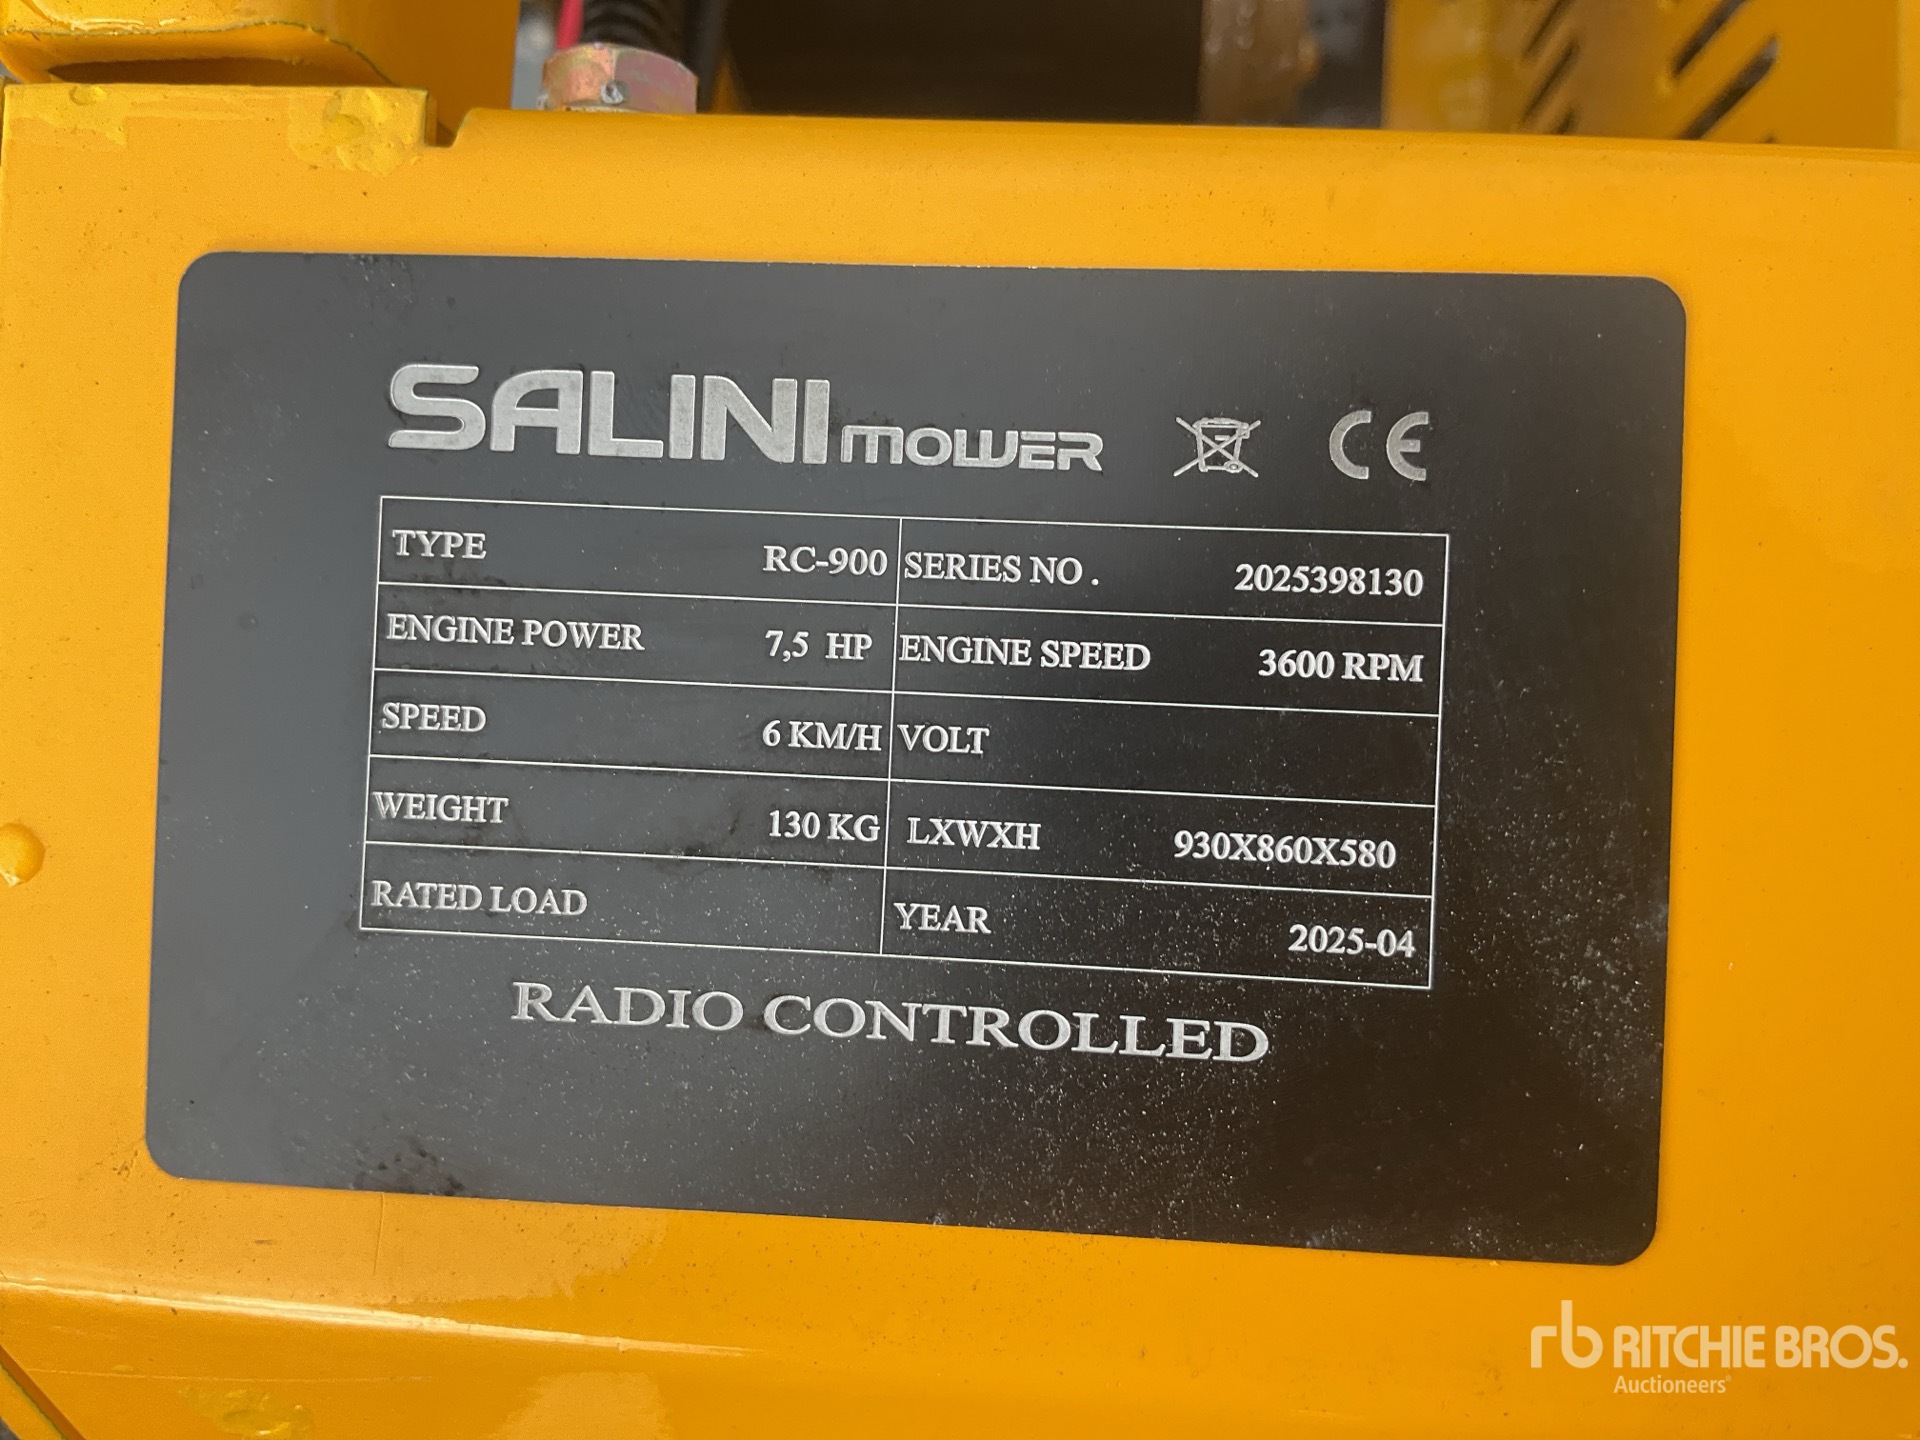 SALINI MOWER CE
TYPE RC-900 SERIES NO . 2025398130
ENGINE POWER 7,5 HP ENGINE SPEED 3600 RPM
SPEED 6 KM/H VOLT
WEIGHT 130 KG LXWXH 930X860X580
RATED LOAD YEAR 2025-04
RADIO CONTROLLED
rb RITCHIE BROS.
Auctioneers